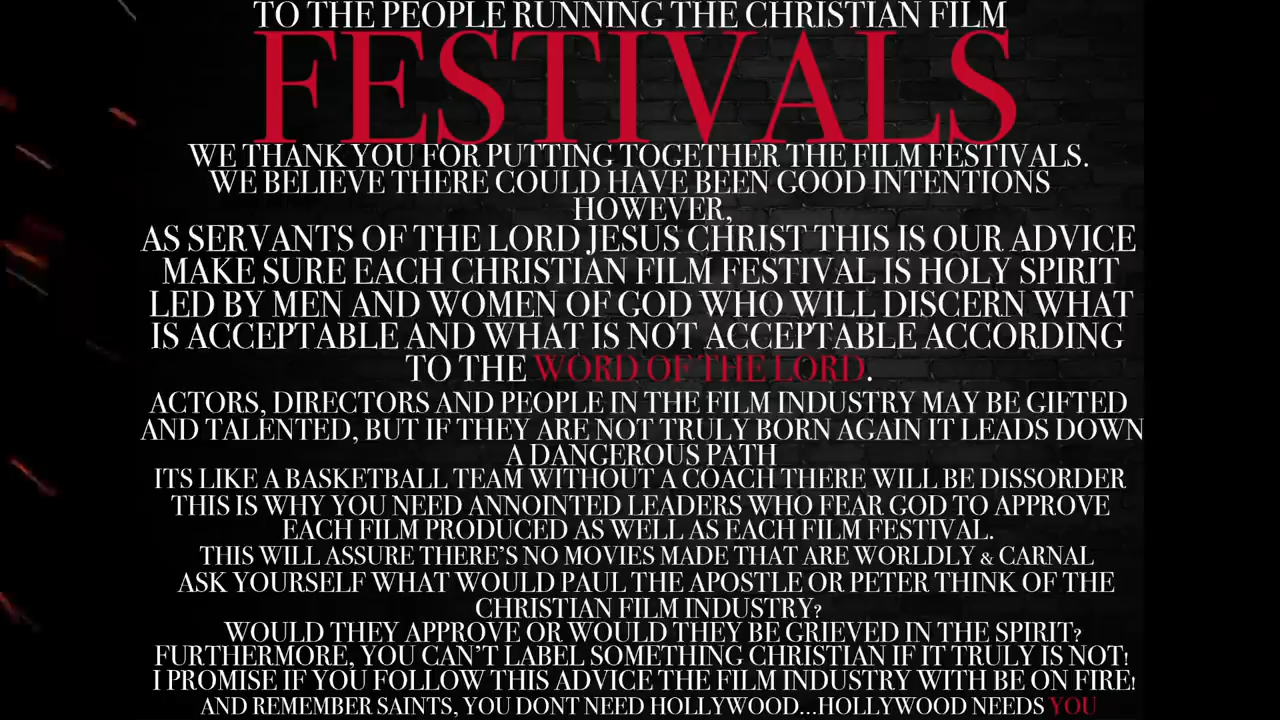 TO THE PEOPLE RUNNING THE CHRISTIAN FILM
FESTIVALS
WE THANK YOU FOR PUTTING TOGETHER THE FILM FESTIVALS.
WE BELIEVE THERE COULD HAVE BEEN GOOD INTENTIONS
HOWEVER,
AS SERVANTS OF THE LORD JESUS CHRIST THIS IS OUR ADVICE
MAKE SURE EACH CHRISTIAN FILM FESTIVAL IS HOLY SPIRIT
LED BY MEN AND WOMEN OF GOD WHO WILL DISCERN WHAT
IS ACCEPTABLE AND WHAT IS NOT ACCEPTABLE ACCORDING
TO THE WORD OF THE LORD.
ACTORS, DIRECTORS AND PEOPLE IN THE FILM INDUSTRY MAY BE GIFTED
AND TALENTED, BUT IF THEY ARE NOT TRULY BORN AGAIN IT LEADS DOWN
A DANGEROUS PATH
ITS LIKE A BASKETBALL TEAM WITHOUT A COACH THERE WILL BE DISSORDER
THIS IS WHY YOU NEED ANNOINTED LEADERS WHO FEAR GOD TO APPROVE
EACH FILM PRODUCED AS WELL AS EACH FILM FESTIVAL.
THIS WILL ASSURE THERE'S NO MOVIES MADE THAT ARE WORLDLY & CARNAL
ASK YOURSELF WHAT WOULD PAUL THE APOSTLE OR PETER THINK OF THE
CHRISTIAN FILM INDUSTRY?
WOULD THEY APPROVE OR WOULD THEY BE GRIEVED IN THE SPIRIT?
FURTHERMORE, YOU CAN'T LABEL SOMETHING CHRISTIAN IF IT TRULY IS NOT!
I PROMISE IF YOU FOLLOW THIS ADVICE THE FILM INDUSTRY WITH BE ON FIRE!
AND REMEMBER SAINTS, YOU DONT NEED HOLLYWOOD...HOLLYWOOD NEEDS YOU